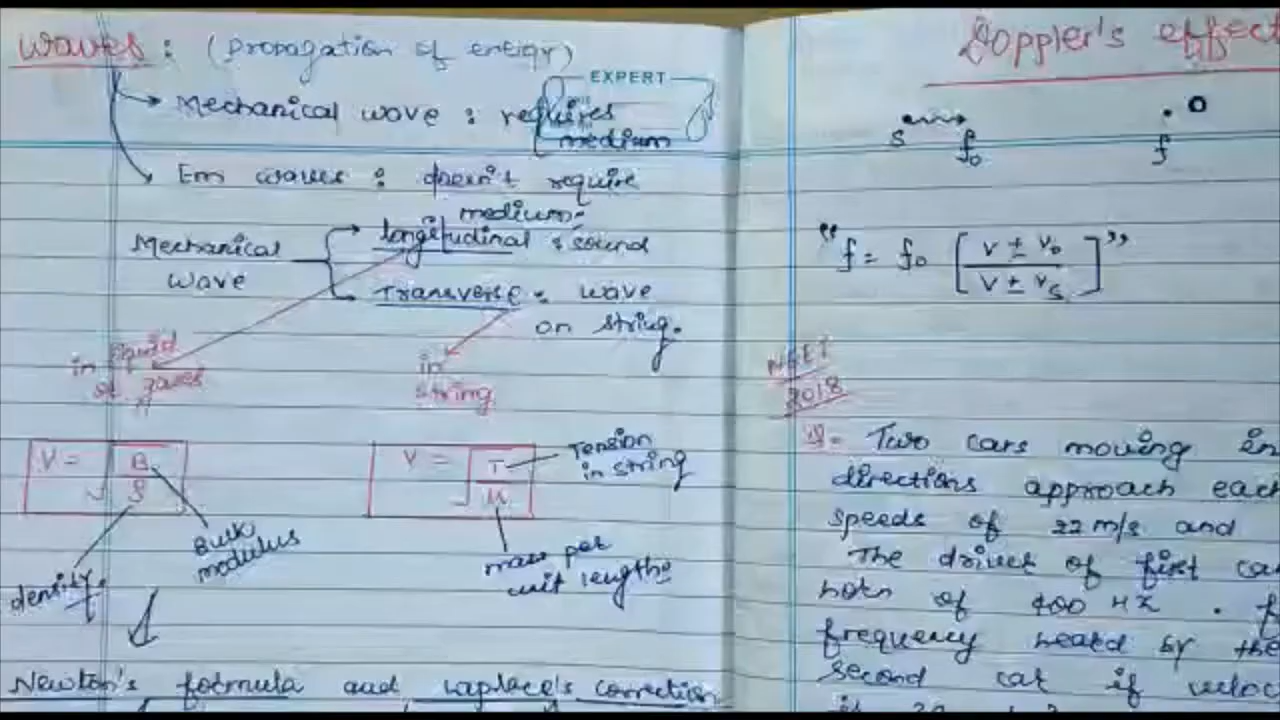 Waves : (Propagation of energy)
EXPERT
Mechanical wave : requires
medium
Em waves : doesn't require
medium.
Mechanical
wave
longitudinal : sound
Transverse : wave
on string.
in liquid
gases
in
string
V = √B/ρ
V = √T/μ
Tension
in string
Bulk
modulus
density.
mass per
unit length.
Newton's formula and Laplace's correction
Doppler's effect
S f₀ f O
"f = f₀ [V ± V₀ / V ± Vs]"
NEET
2018
Q- Two cars moving in
directions approach each
speeds of 22 m/s and
The driver of first car
horn of 400 Hz.
frequency heard by the
second car if veloc